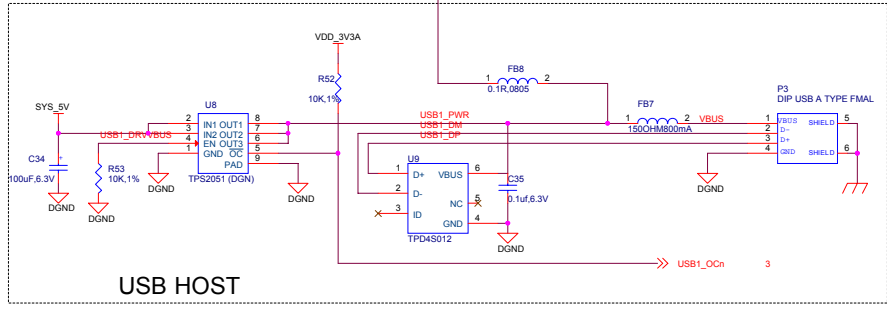 VDD_3V3A
FB8
1 2
0.1R,0805
R52
10K,1%
FB7
1 2
150OHM800mA
VBUS
P3
DIP USB A TYPE FMAL
SYS_5V
U8
2 IN1 OUT1 8
3 IN2 OUT2 7
4 EN OUT3 6
1 GND OC 5
PAD 9
TPS2051 (DGN)
USB1_DRVVBUS
USB1_PWR
USB1_DM
USB1_DP
1 VBUS SHIELD 5
2 D-
3 D+
4 GND SHIELD 6
C34
+
100uF,6.3V
R53
10K,1%
DGND
DGND
DGND
DGND
U9
1 D+ VBUS 6
2 D- NC 5
3 ID GND 4
TPD4S012
C35
0.1uf,6.3V
DGND
DGND
USB1_OCn 3
USB HOST